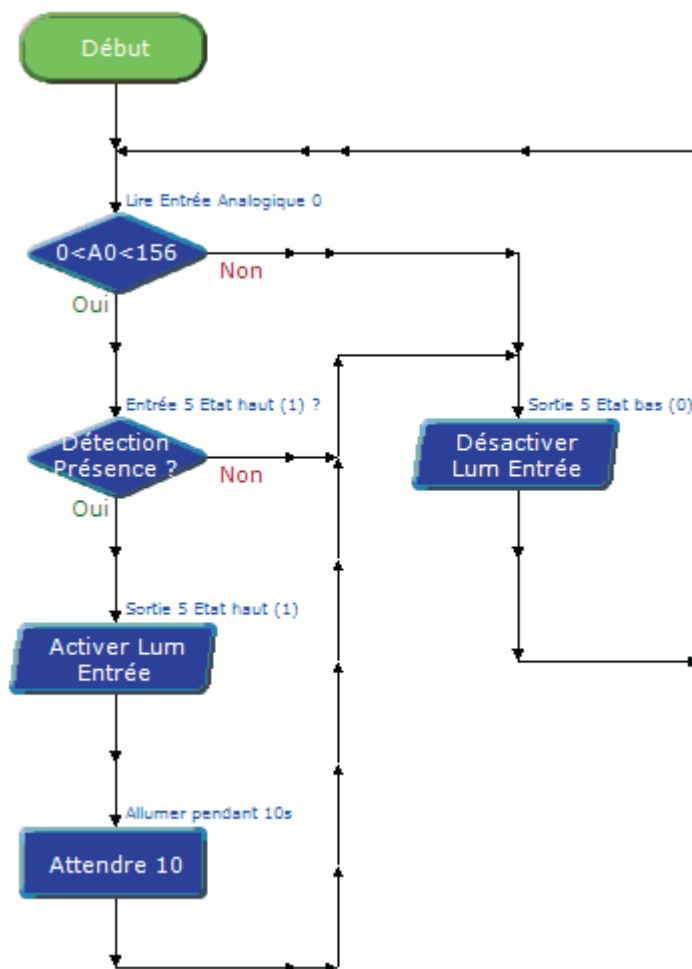 Début
Lire Entrée Analogique 0
0<A0<156
Non
Oui
Entrée 5 Etat haut (1) ?
Détection
Présence ?
Non
Oui
Sortie 5 Etat bas (0)
Désactiver
Lum Entrée
Sortie 5 Etat haut (1)
Activer Lum
Entrée
Allumer pendant 10s
Attendre 10